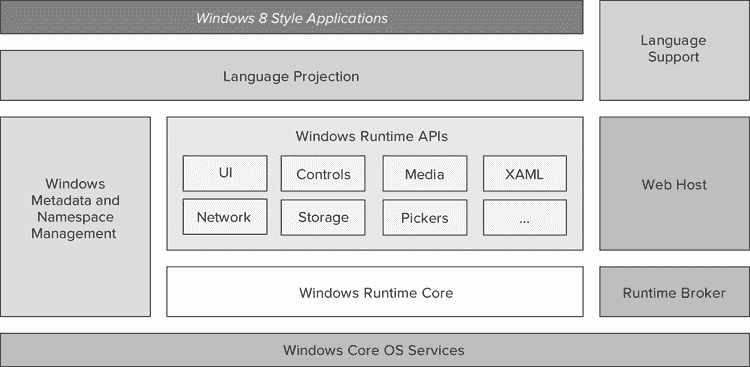 Windows 8 Style Applications
Language
Support
Language Projection
Windows
Metadata and
Namespace
Management
Windows Runtime APIs
UI
Controls
Media
XAML
Network
Storage
Pickers
...
Web Host
Windows Runtime Core
Runtime Broker
Windows Core OS Services